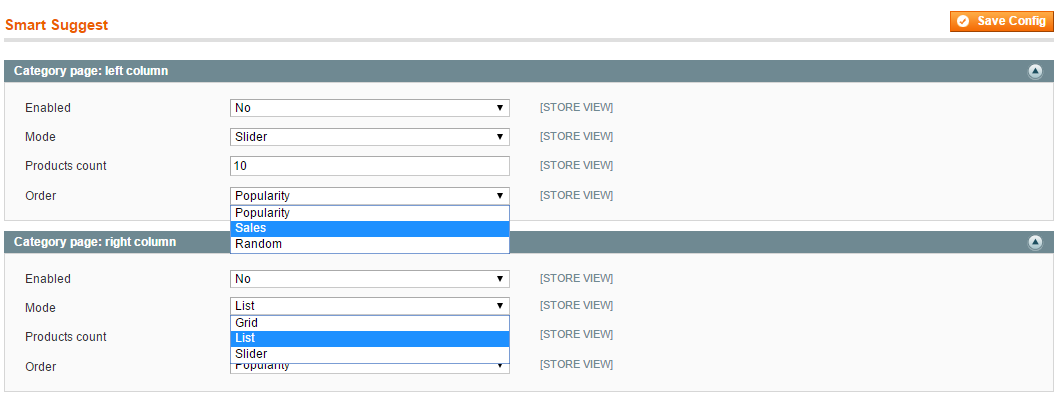 Smart Suggest
Save Config
Category page: left column
Enabled No [STORE VIEW]
Mode Slider [STORE VIEW]
Products count 10 [STORE VIEW]
Order Popularity [STORE VIEW]
Popularity
Sales
Random
Category page: right column
Enabled No [STORE VIEW]
Mode List [STORE VIEW]
Grid
Products count List [STORE VIEW]
Slider
Order Popularity [STORE VIEW]